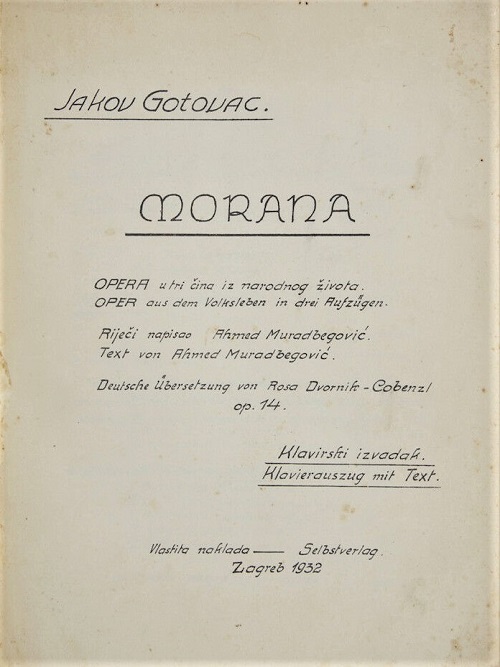 Jakov Gotovac.
MORANA
OPERA u tri čina iz narodnog života.
OPER aus dem Volksleben in drei Aufzügen.
Riječi napisao Ahmed Muradbegović.
Text von Ahmed Muradbegović.
Deutsche Übersetzung von Rosa Dvornik-Cobenzl
op. 14.
Klavirski izvadak.
Klavierauszug mit Text.
Vlastita naklada — Selbstverlag.
Zagreb 1932